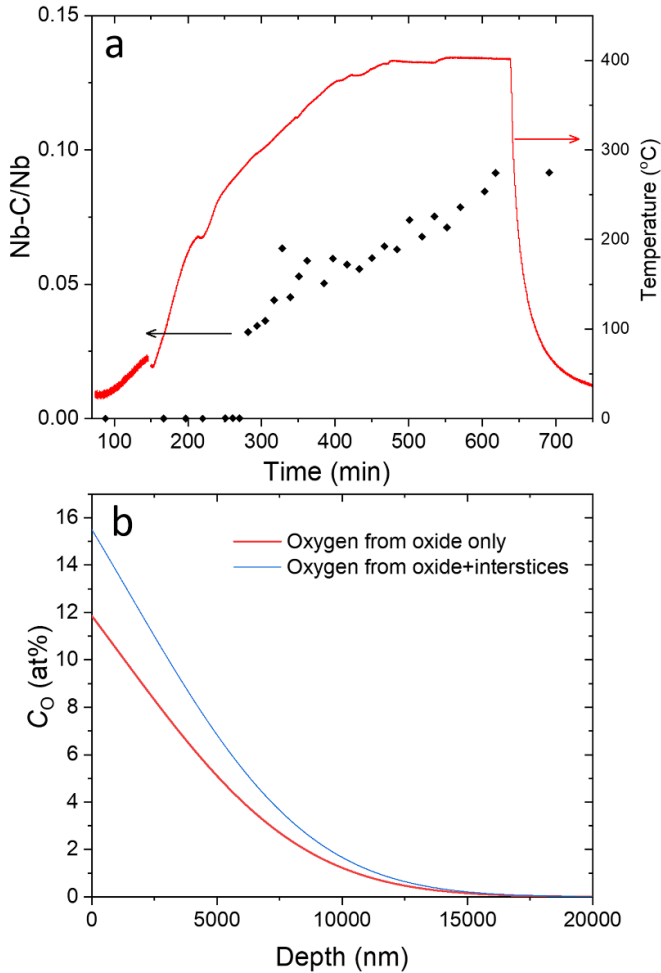 a
0.15
0.10
0.05
0.00
Nb-C/Nb
400
300
200
100
0
Temperature (°C)
100 200 300 400 500 600 700
Time (min)
b
Oxygen from oxide only
Oxygen from oxide+interstices
16
14
12
10
8
6
4
2
0
C_O (at%)
0 5000 10000 15000 20000
Depth (nm)